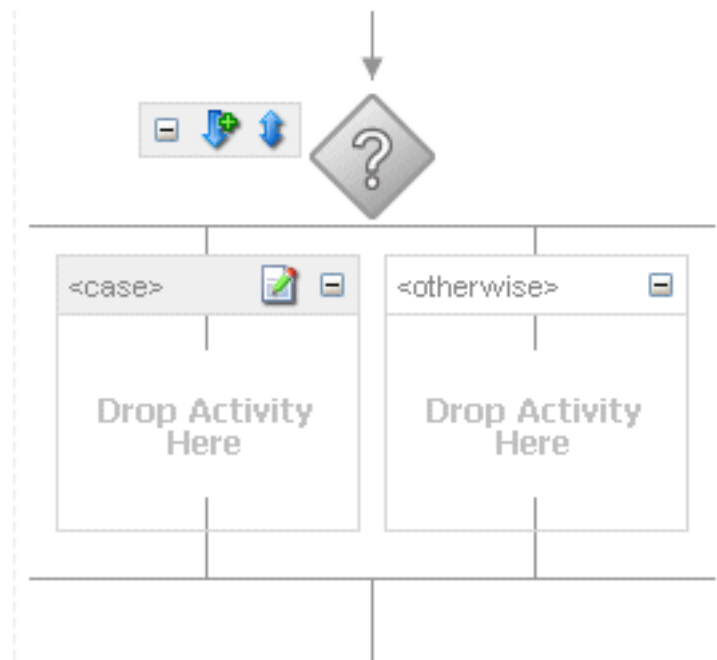 ?
<case>
<otherwise>
Drop Activity
Here
Drop Activity
Here